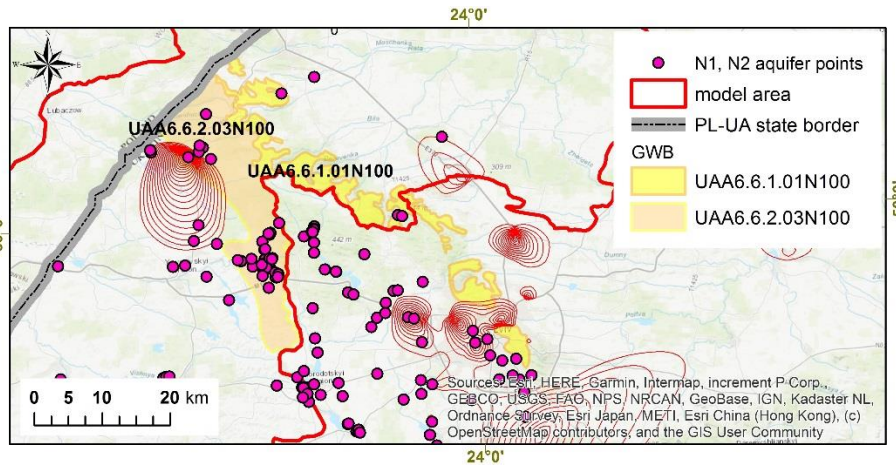 24°0'
N
W
E
S
N1, N2 aquifer points
model area
PL-UA state border
GWB
UAA6.6.1.01N100
UAA6.6.2.03N100
Lubaczow
UAA6.6.2.03N100
UAA6.6.1.01N100
309 m
442 m
0 5 10 20 km
Sources: Esri, HERE, Garmin, Intermap, increment P Corp.,
GEBCO, USGS, FAO, NPS, NRCAN, GeoBase, IGN, Kadaster NL,
Ordnance Survey, Esri Japan, METI, Esri China (Hong Kong), (c)
OpenStreetMap contributors, and the GIS User Community
24°0'